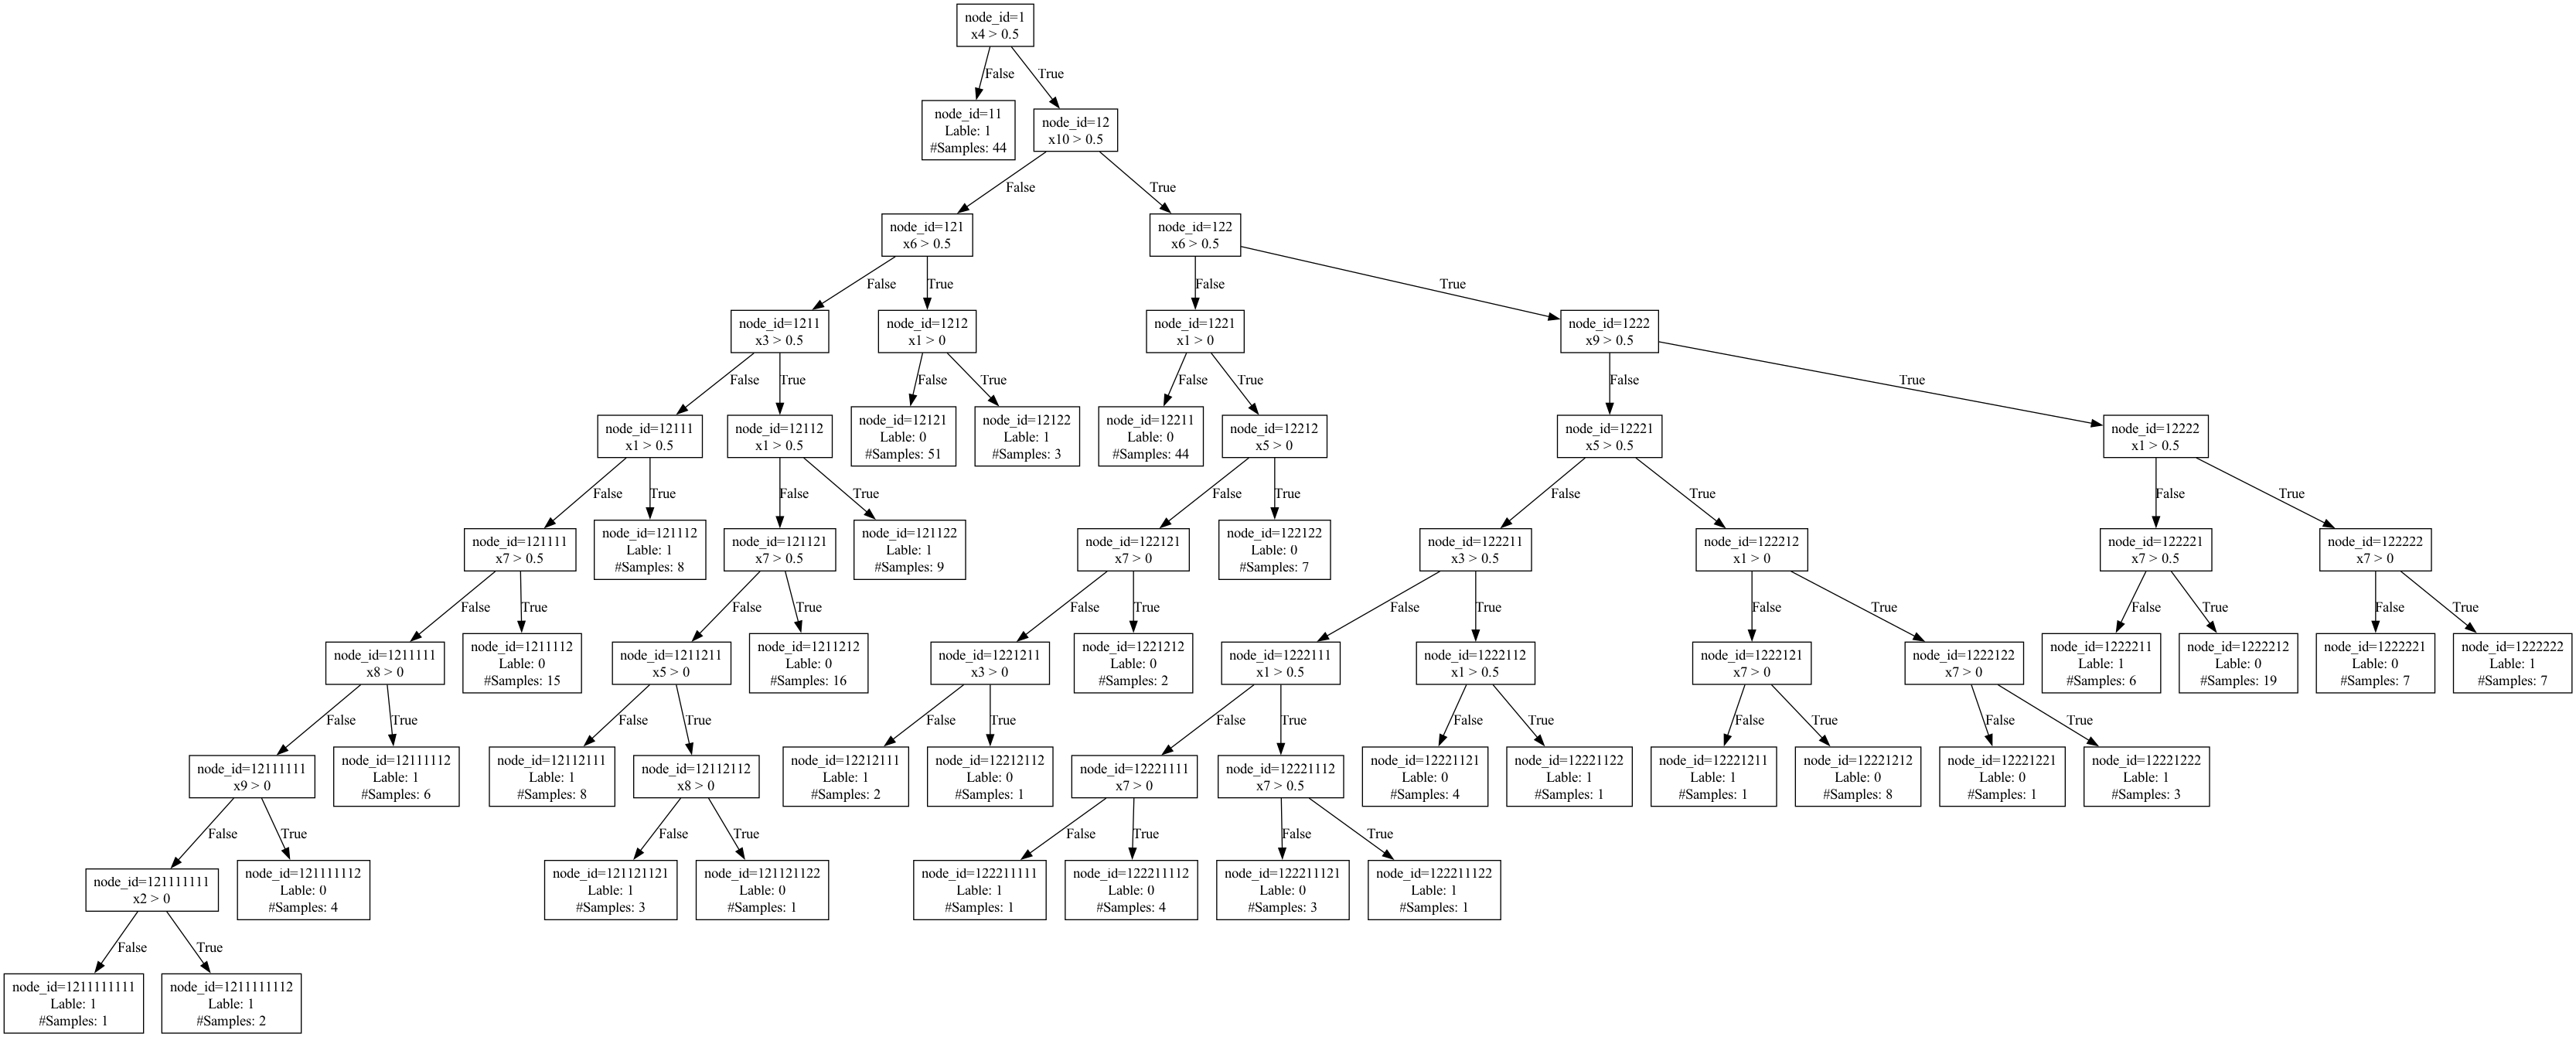 node_id=1
x4 > 0.5
False
True
node_id=11
Lable: 1
#Samples: 44
node_id=12
x10 > 0.5
False
True
node_id=121
x6 > 0.5
node_id=122
x6 > 0.5
False
True
False
True
node_id=1211
x3 > 0.5
node_id=1212
x1 > 0
node_id=1221
x1 > 0
node_id=1222
x9 > 0.5
False
True
False
True
False
True
False
True
node_id=12111
x1 > 0.5
node_id=12112
x1 > 0.5
node_id=12121
Lable: 0
#Samples: 51
node_id=12122
Lable: 1
#Samples: 3
node_id=12211
Lable: 0
#Samples: 44
node_id=12212
x5 > 0
node_id=12221
x5 > 0.5
node_id=12222
x1 > 0.5
False
True
False
True
False
True
False
True
False
True
node_id=121111
x7 > 0.5
node_id=121112
Lable: 1
#Samples: 8
node_id=121121
x7 > 0.5
node_id=121122
Lable: 1
#Samples: 9
node_id=122121
x7 > 0
node_id=122122
Lable: 0
#Samples: 7
node_id=122211
x3 > 0.5
node_id=122212
x1 > 0
node_id=122221
x7 > 0.5
node_id=122222
x7 > 0
False
True
False
True
False
True
False
True
False
True
False
True
False
True
node_id=1211111
x8 > 0
node_id=1211112
Lable: 0
#Samples: 15
node_id=1211211
x5 > 0
node_id=1211212
Lable: 0
#Samples: 16
node_id=1221211
x3 > 0
node_id=1221212
Lable: 0
#Samples: 2
node_id=1222111
x1 > 0.5
node_id=1222112
x1 > 0.5
node_id=1222121
x7 > 0
node_id=1222122
x7 > 0
node_id=1222211
Lable: 1
#Samples: 6
node_id=1222212
Lable: 0
#Samples: 19
node_id=1222221
Lable: 0
#Samples: 7
node_id=1222222
Lable: 1
#Samples: 7
False
True
False
True
False
True
False
True
False
True
False
True
False
True
node_id=12111111
x9 > 0
node_id=12111112
Lable: 1
#Samples: 6
node_id=12112111
Lable: 1
#Samples: 8
node_id=12112112
x8 > 0
node_id=12212111
Lable: 1
#Samples: 2
node_id=12212112
Lable: 0
#Samples: 1
node_id=12221111
x7 > 0
node_id=12221112
x7 > 0.5
node_id=12221121
Lable: 0
#Samples: 4
node_id=12221122
Lable: 1
#Samples: 1
node_id=12221211
Lable: 1
#Samples: 1
node_id=12221212
Lable: 0
#Samples: 8
node_id=12221221
Lable: 0
#Samples: 1
node_id=12221222
Lable: 1
#Samples: 3
False
True
False
True
False
True
False
True
node_id=121111111
x2 > 0
node_id=121111112
Lable: 0
#Samples: 4
node_id=121121121
Lable: 1
#Samples: 3
node_id=121121122
Lable: 0
#Samples: 1
node_id=122211111
Lable: 1
#Samples: 1
node_id=122211112
Lable: 0
#Samples: 4
node_id=122211121
Lable: 0
#Samples: 3
node_id=122211122
Lable: 1
#Samples: 1
False
True
node_id=1211111111
Lable: 1
#Samples: 1
node_id=1211111112
Lable: 1
#Samples: 2